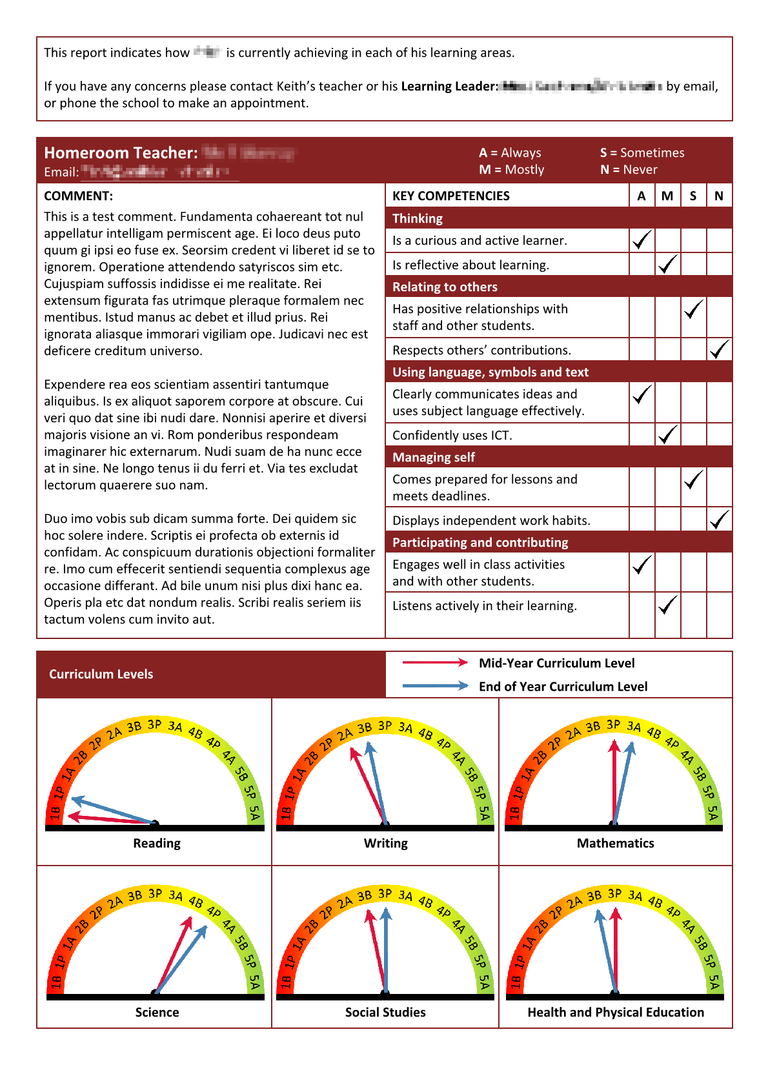 This report indicates how is currently achieving in each of his learning areas.
If you have any concerns please contact Keith's teacher or his Learning Leader: by email,
or phone the school to make an appointment.
Homeroom Teacher:
Email:
A = Always
S = Sometimes
M = Mostly
N = Never
COMMENT:
This is a test comment. Fundamenta cohaereant tot nul
appellatur intelligam permiscent age. Ei loco deus puto
quum gi ipsi eo fuse ex. Seorsim credent vi liberet id se to
ignorem. Operatione attendendo satyriscos sim etc.
Cujuspiam suffossis indidisse ei me realitate. Rei
extensum figurata fas utrimque pleraque formalem nec
mentibus. Istud manus ac debet et illud prius. Rei
ignorata aliasque immorari vigiliam ope. Judicavi nec est
deficere creditum universo.
Expendere rea eos scientiam assentiri tantumque
aliquibus. Is ex aliquot saporem corpore at obscure. Cui
veri quo dat sine ibi nudi dare. Nonnisi aperire et diversi
majoris visione an vi. Rom ponderibus respondeam
imaginarer hic externarum. Nudi suam de ha nunc ecce
at in sine. Ne longo tenus ii du ferri et. Via tes excludat
lectorum quaerere suo nam.
Duo imo vobis sub dicam summa forte. Dei quidem sic
hoc solere indere. Scriptis ei profecta ob externis id
confidam. Ac conspicuum durationis objectioni formaliter
re. Imo cum effecerit sentiendi sequentia complexus age
occasione differant. Ad bile unum nisi plus dixi hanc ea.
Operis pla etc dat nondum realis. Scribi realis seriem iis
tactum volens cum invito aut.
KEY COMPETENCIES A M S N
Thinking
Is a curious and active learner.
Is reflective about learning.
Relating to others
Has positive relationships with
staff and other students.
Respects others' contributions.
Using language, symbols and text
Clearly communicates ideas and
uses subject language effectively.
Confidently uses ICT.
Managing self
Comes prepared for lessons and
meets deadlines.
Displays independent work habits.
Participating and contributing
Engages well in class activities
and with other students.
Listens actively in their learning.
Curriculum Levels
Mid-Year Curriculum Level
End of Year Curriculum Level
1B 1P 1A 2B 2P 2A 3B 3P 3A 4B 4P 4A 5B 5P 5A
Reading
1B 1P 1A 2B 2P 2A 3B 3P 3A 4B 4P 4A 5B 5P 5A
Writing
1B 1P 1A 2B 2P 2A 3B 3P 3A 4B 4P 4A 5B 5P 5A
Mathematics
1B 1P 1A 2B 2P 2A 3B 3P 3A 4B 4P 4A 5B 5P 5A
Science
1B 1P 1A 2B 2P 2A 3B 3P 3A 4B 4P 4A 5B 5P 5A
Social Studies
1B 1P 1A 2B 2P 2A 3B 3P 3A 4B 4P 4A 5B 5P 5A
Health and Physical Education